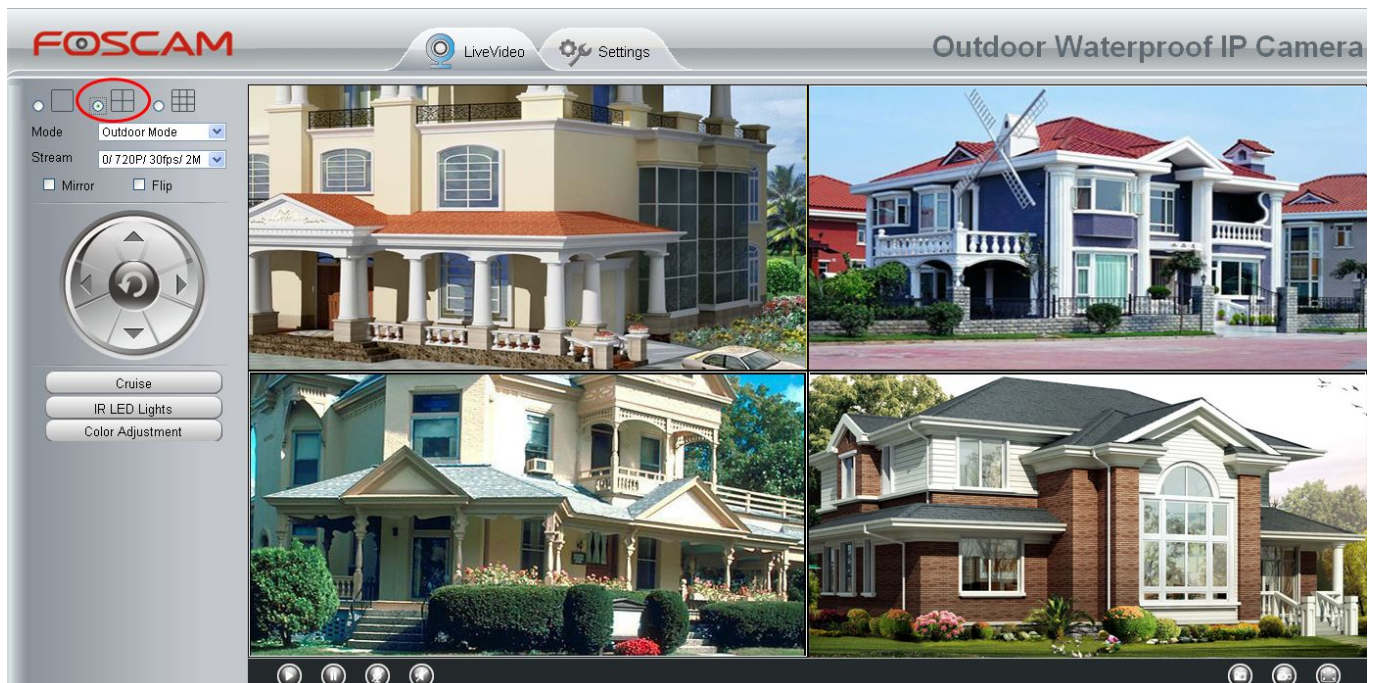 FOSCAM
LiveVideo
Settings
Outdoor Waterproof IP Camera
Mode
Outdoor Mode
Stream
0/ 720P/ 30fps/ 2M
Mirror
Flip
Cruise
IR LED Lights
Color Adjustment